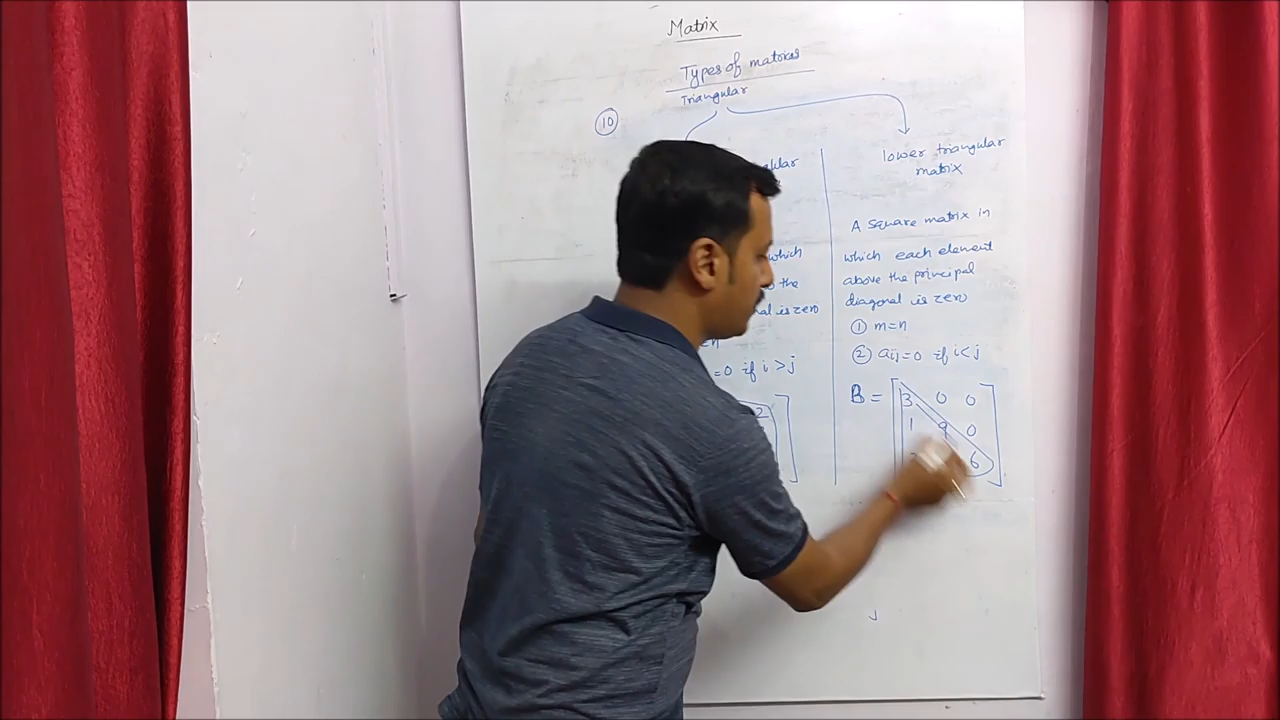 Matrix
Types of matrices
Triangular
10
which
the
is zero
=0 if i > j
2
lower triangular
matrix
A square matrix in
which each element
above the principal
diagonal is zero
① m=n
② aij=0 if i<j
B = 3 0 0
1 9 0
6